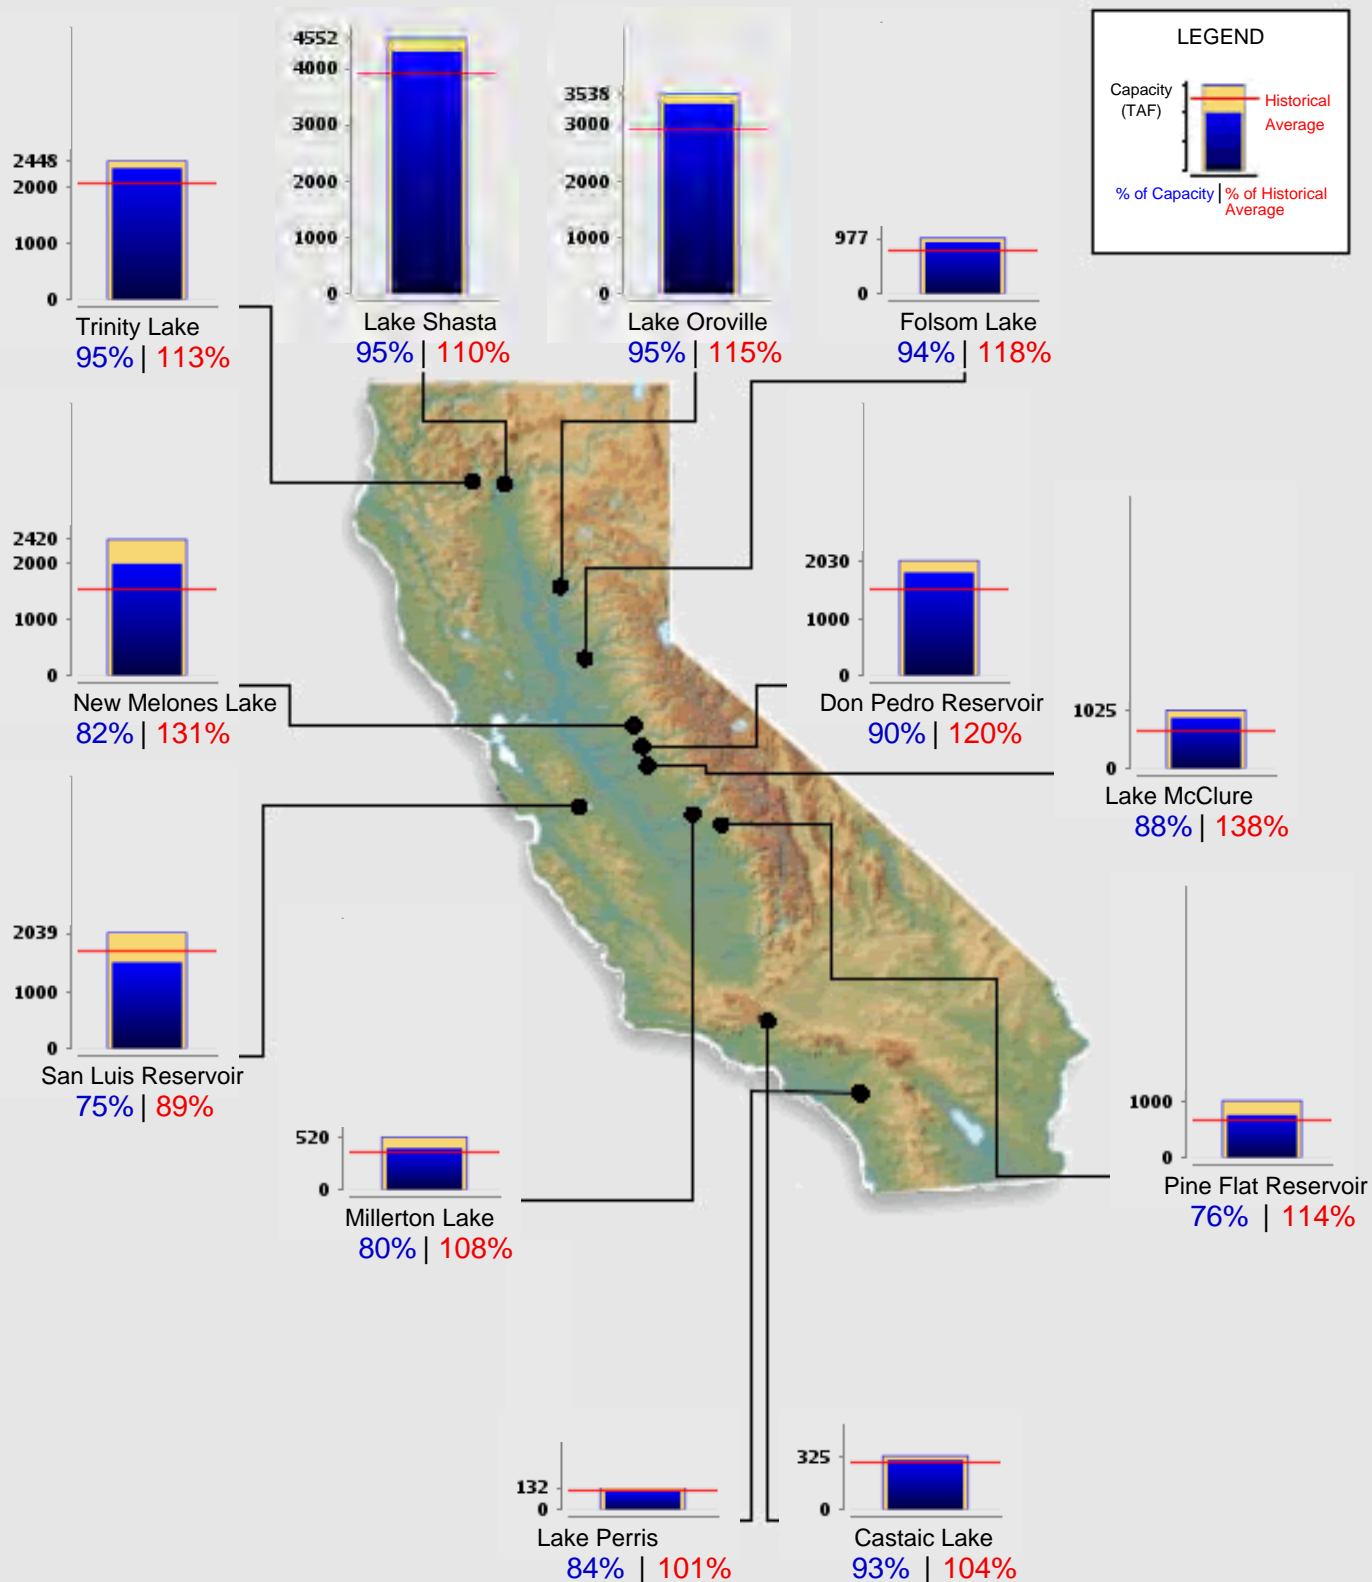 LEGEND
Capacity
(TAF)
Historical
Average
% of Capacity | % of Historical
Average
2448
2000
1000
0
Trinity Lake
95% | 113%
4552
4000
3000
2000
1000
0
Lake Shasta
95% | 110%
3538
3000
2000
1000
0
Lake Oroville
95% | 115%
977
0
Folsom Lake
94% | 118%
2420
2000
1000
0
New Melones Lake
82% | 131%
2030
1000
0
Don Pedro Reservoir
90% | 120%
1025
0
Lake McClure
88% | 138%
2039
1000
0
San Luis Reservoir
75% | 89%
520
0
Millerton Lake
80% | 108%
1000
0
Pine Flat Reservoir
76% | 114%
132
0
Lake Perris
84% | 101%
325
0
Castaic Lake
93% | 104%